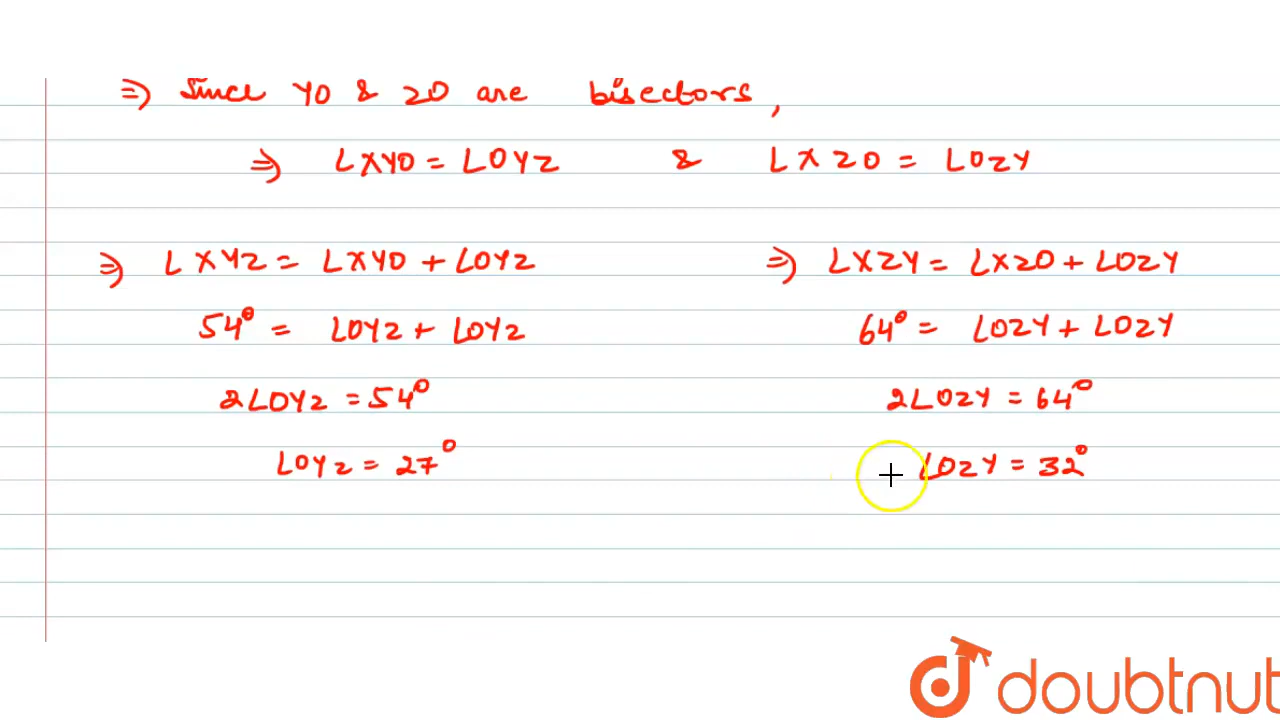 ⇒) Since YO & ZO are bisectors,
⇒) ∠XYO = ∠OYZ & ∠XZO = ∠OZY
⇒) ∠XYZ = ∠XYO + ∠OYZ
54° = ∠OYZ + ∠OYZ
2∠OYZ = 54°
∠OYZ = 27°
⇒) ∠XZY = ∠XZO + ∠OZY
64° = ∠OZY + ∠OZY
2∠OZY = 64°
∠OZY = 32°
doubtnut